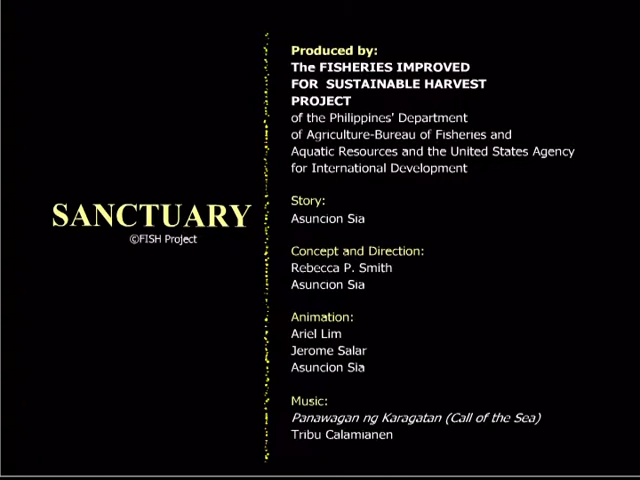 SANCTUARY
©FISH Project
Produced by:
The FISHERIES IMPROVED
FOR SUSTAINABLE HARVEST
PROJECT
of the Philippines' Department
of Agriculture-Bureau of Fisheries and
Aquatic Resources and the United States Agency
for International Development
Story:
Asuncion Sia
Concept and Direction:
Rebecca P. Smith
Asuncion Sia
Animation:
Ariel Lim
Jerome Salar
Asuncion Sia
Music:
Panawagan ng Karagatan (Call of the Sea)
Tribu Calamianen